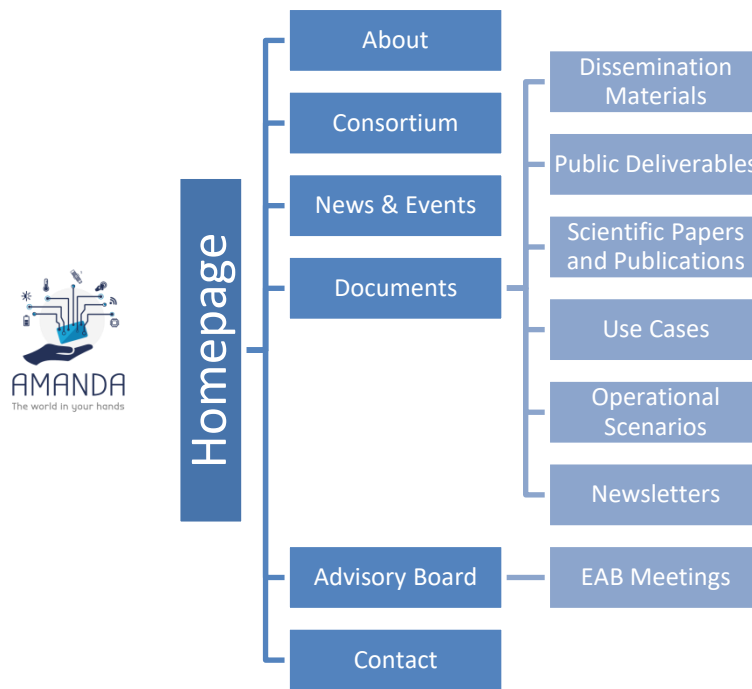 AMANDA
The world in your hands
Homepage
About
Consortium
News & Events
Documents
Dissemination
Materials
Public Deliverables
Scientific Papers
and Publications
Use Cases
Operational
Scenarios
Newsletters
Advisory Board
EAB Meetings
Contact